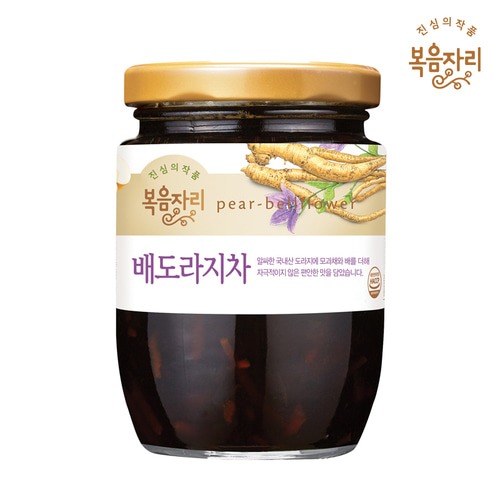 진심의작품
복음자리
진심의작품
복음자리
pear-bellflower
배도라지차
알싸한 국내산 도라지에 모과채와 배를 더해
자극적이지 않은 편안한 맛을 담았습니다.
HACCP